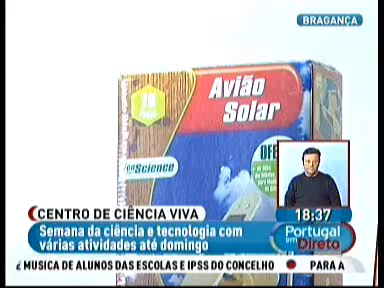 BRAGANÇA
Avião
Solar
Science
OFE
CENTRO DE CIÊNCIA VIVA
18:37
Semana da ciência e tecnologia com
várias atividades até domingo
Portugal
em Direto
MUSICA DE ALUNOS DAS ESCOLAS E IPSS DO CONCELHO
PARA A